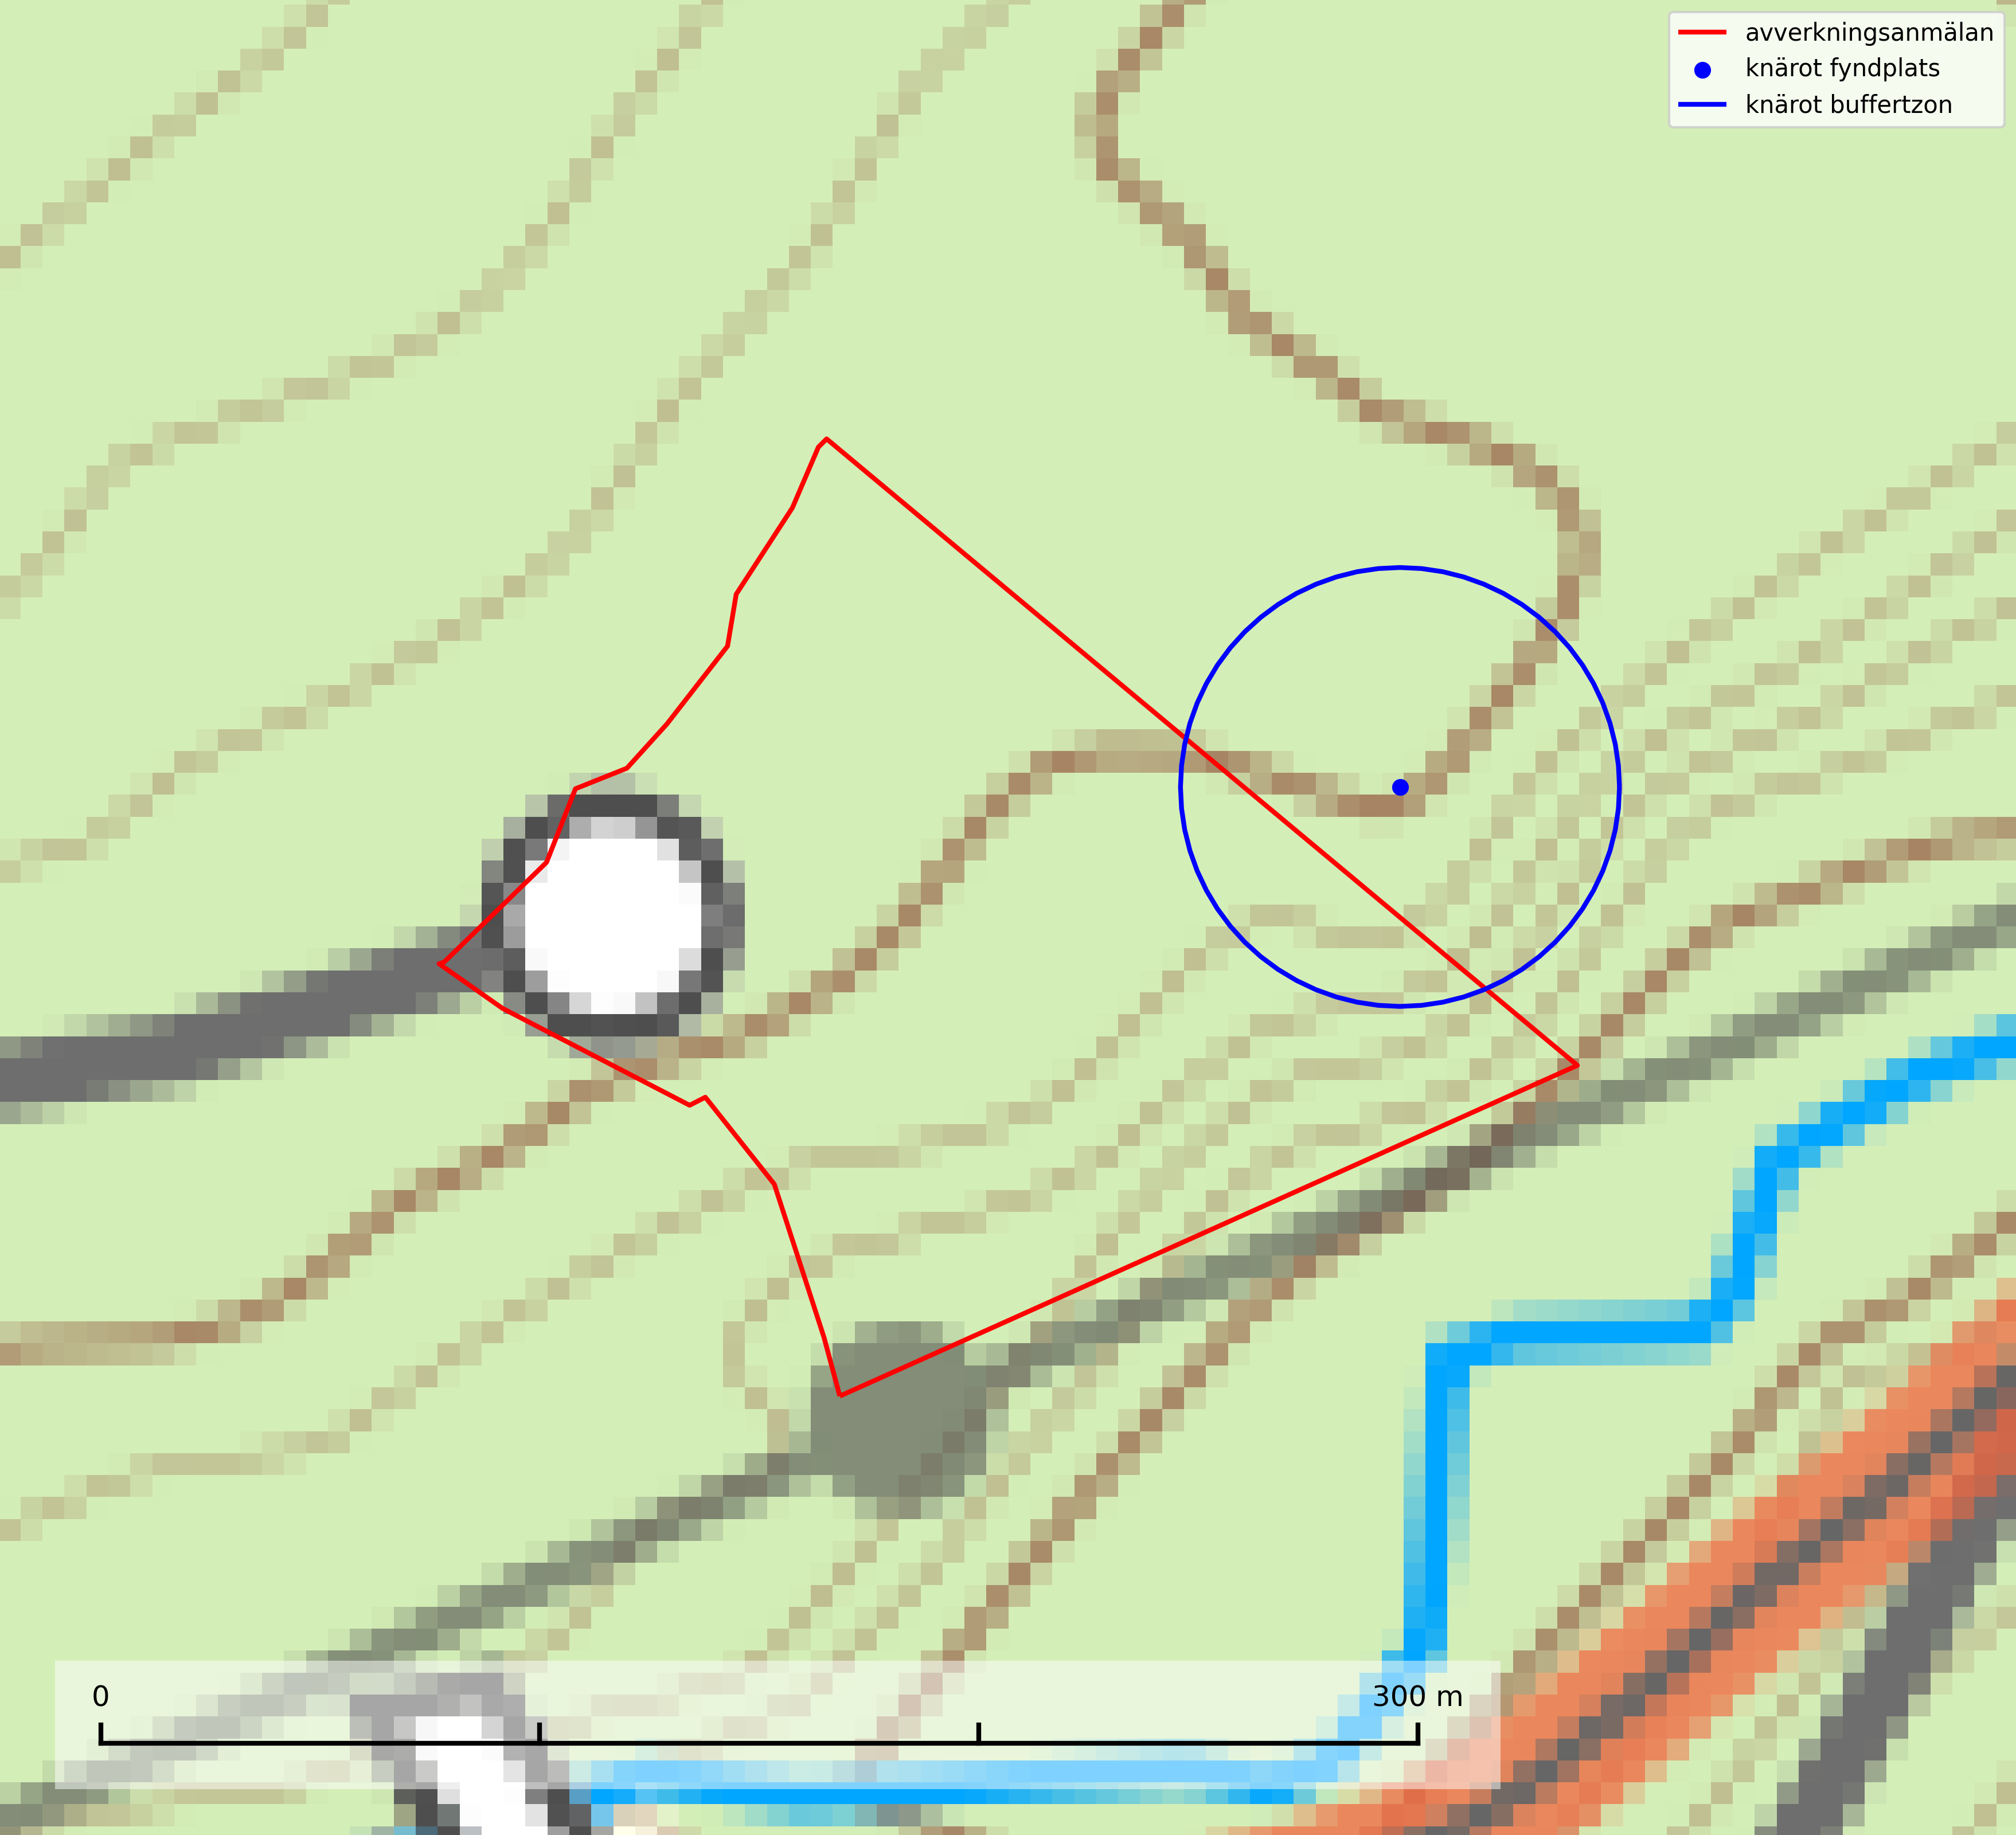 avverkningsanmälan
knärot fyndplats
knärot buffertzon
0 300 m